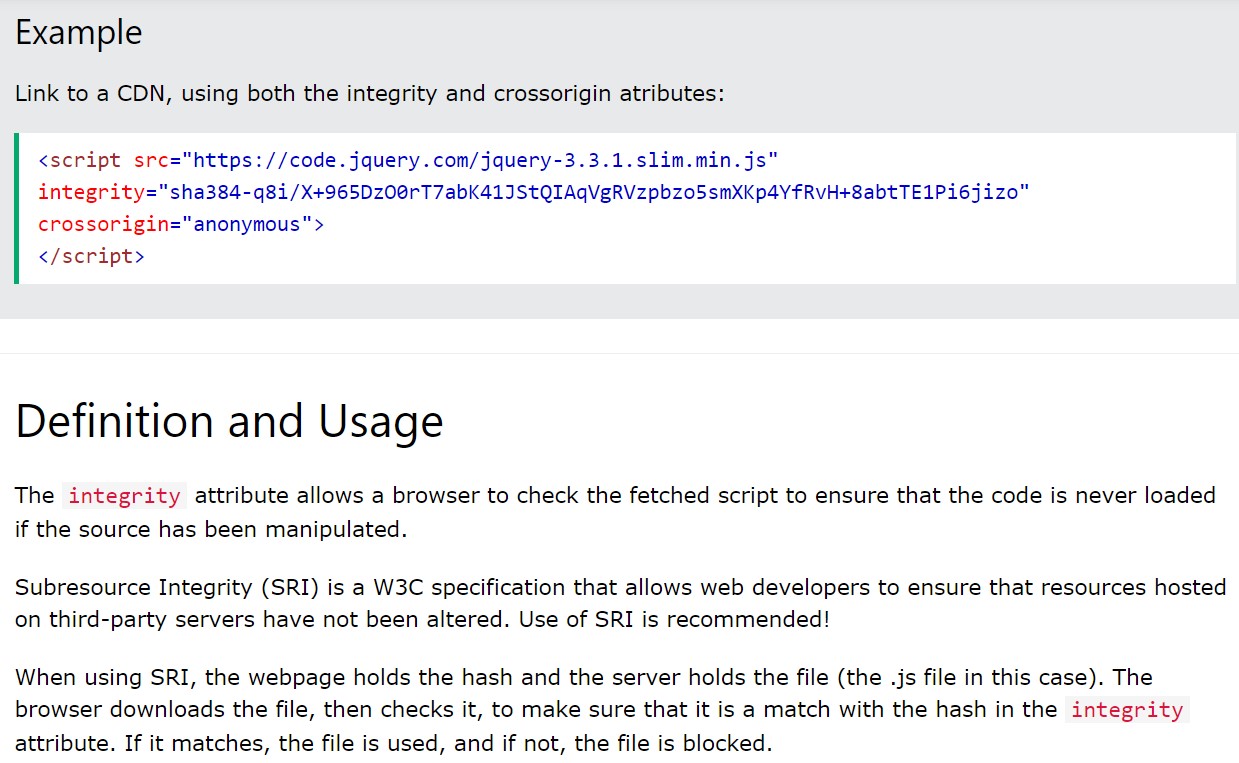 Example
Link to a CDN, using both the integrity and crossorigin atributes:
<script src="https://code.jquery.com/jquery-3.3.1.slim.min.js"
integrity="sha384-q8i/X+965DzO0rT7abK41JStQIAqVgRVzpbzo5smXKp4YfRvH+8abtTE1Pi6jizo"
crossorigin="anonymous">
</script>
Definition and Usage
The integrity attribute allows a browser to check the fetched script to ensure that the code is never loaded
if the source has been manipulated.
Subresource Integrity (SRI) is a W3C specification that allows web developers to ensure that resources hosted
on third-party servers have not been altered. Use of SRI is recommended!
When using SRI, the webpage holds the hash and the server holds the file (the .js file in this case). The
browser downloads the file, then checks it, to make sure that it is a match with the hash in the integrity
attribute. If it matches, the file is used, and if not, the file is blocked.